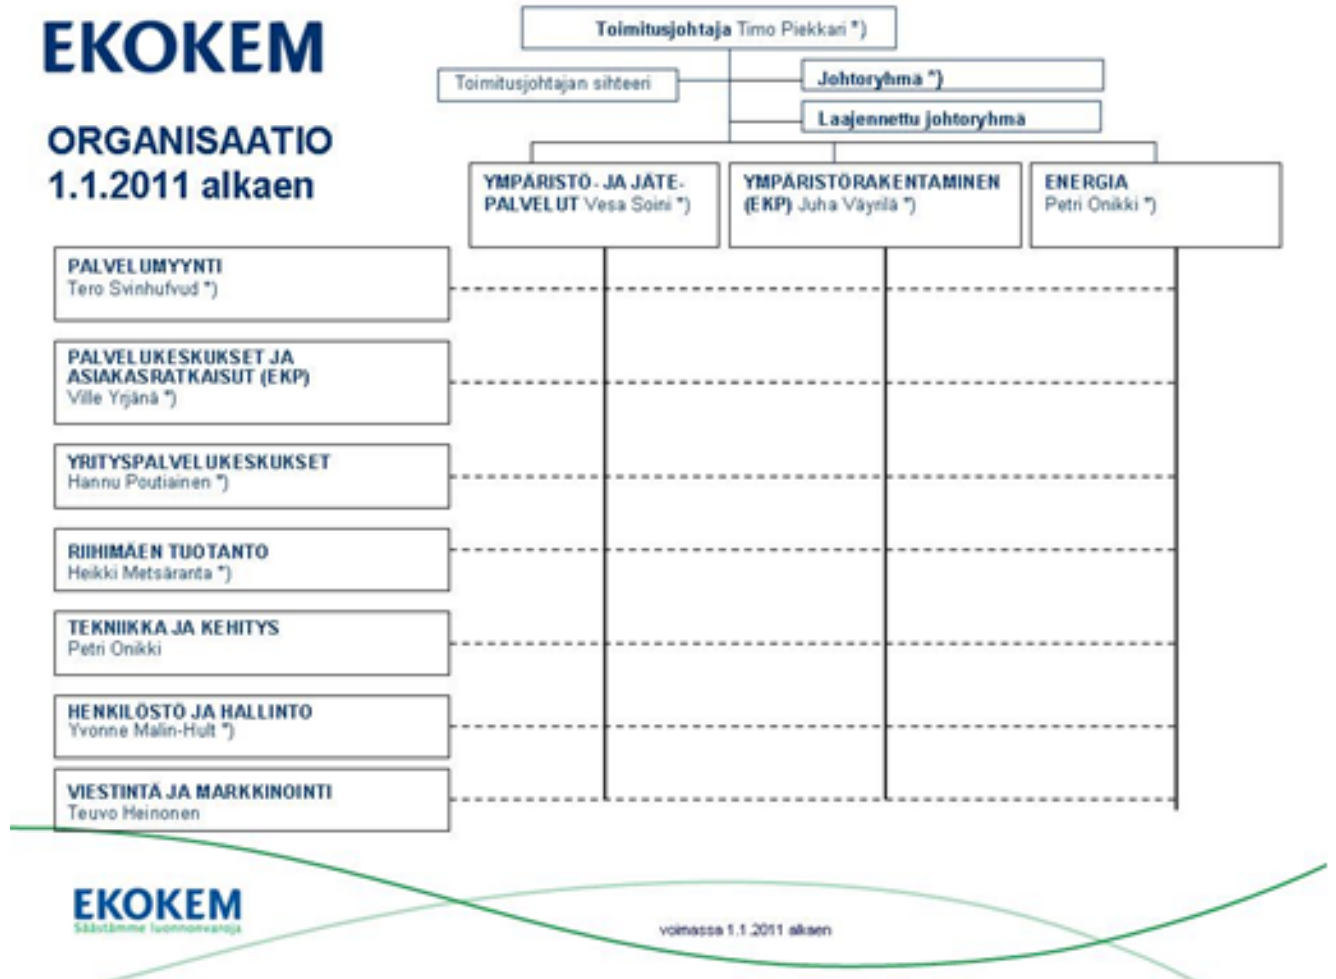 EKOKEM
ORGANISAATIO
1.1.2011 alkaen
Toimitusjohtaja Timo Piekkari *)
Toimitusjohtajan sihteeri
Johtoryhmä *)
Laajennettu johtoryhmä
YMPÄRISTÖ- JA JÄTE-
PALVELUT Vesa Soini *)
YMPÄRISTÖRAKENTAMINEN
(EKP) Juha Väyrilä *)
ENERGIA
Petri Onikki *)
PALVELUMYYNTI
Tero Svinhufvud *)
PALVELUKESKUKSET JA
ASIAKASRATKAISUT (EKP)
Ville Yrjänä *)
YRITYSPALVELUKESKUKSET
Hannu Poutiainen *)
RIIHIMÄEN TUOTANTO
Heikki Metsäranta *)
TEKNIIKKA JA KEHITYS
Petri Onikki
HENKILÖSTÖ JA HALLINTO
Yvonne Malin-Hult *)
VIESTINTÄ JA MARKKINOINTI
Teuvo Heinonen
EKOKEM
Säästämme luonnonvaroja
voimassa 1.1.2011 alkaen